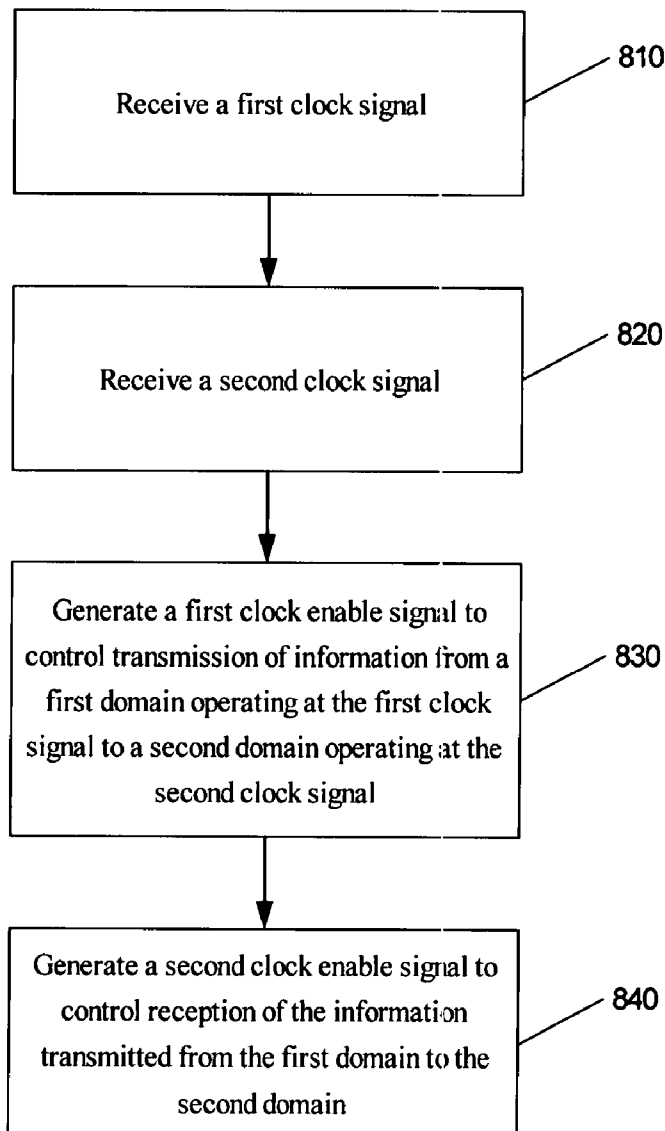 Receive a first clock signal
810
Receive a second clock signal
820
Generate a first clock enable signal to
control transmission of information from a
first domain operating at the first clock
signal to a second domain operating at the
second clock signal
830
Generate a second clock enable signal to
control reception of the information
transmitted from the first domain to the
second domain
840